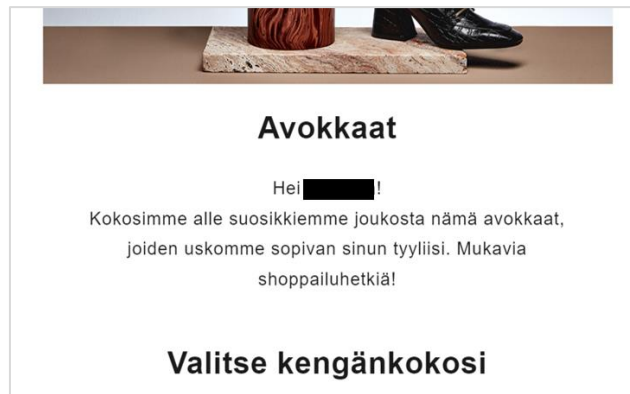 Avokkaat
Hei !
Kokosimme alle suosikkiemme joukosta nämä avokkaat,
joiden uskomme sopivan sinun tyyliisi. Mukavia
shoppailuhetkiä!
Valitse kengänkokosi